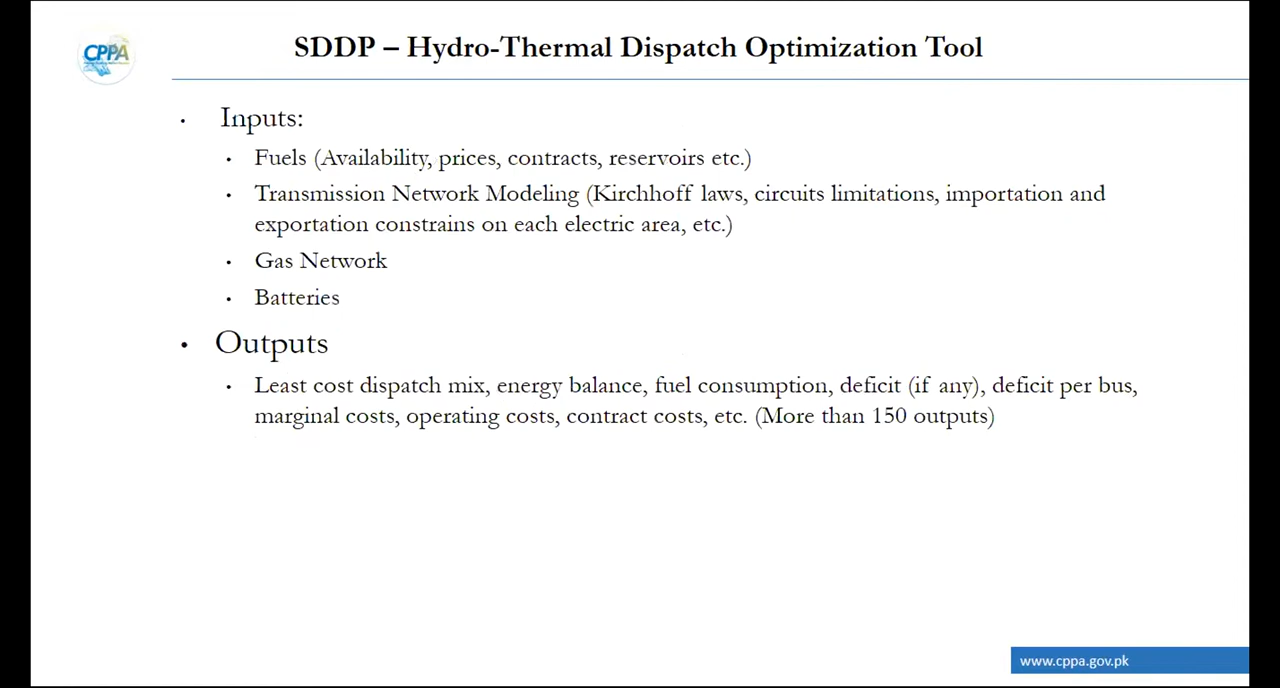 CPPA
SDDP – Hydro-Thermal Dispatch Optimization Tool
• Inputs:
• Fuels (Availability, prices, contracts, reservoirs etc.)
• Transmission Network Modeling (Kirchhoff laws, circuits limitations, importation and
exportation constrains on each electric area, etc.)
• Gas Network
• Batteries
• Outputs
• Least cost dispatch mix, energy balance, fuel consumption, deficit (if any), deficit per bus,
marginal costs, operating costs, contract costs, etc. (More than 150 outputs)
www.cppa.gov.pk